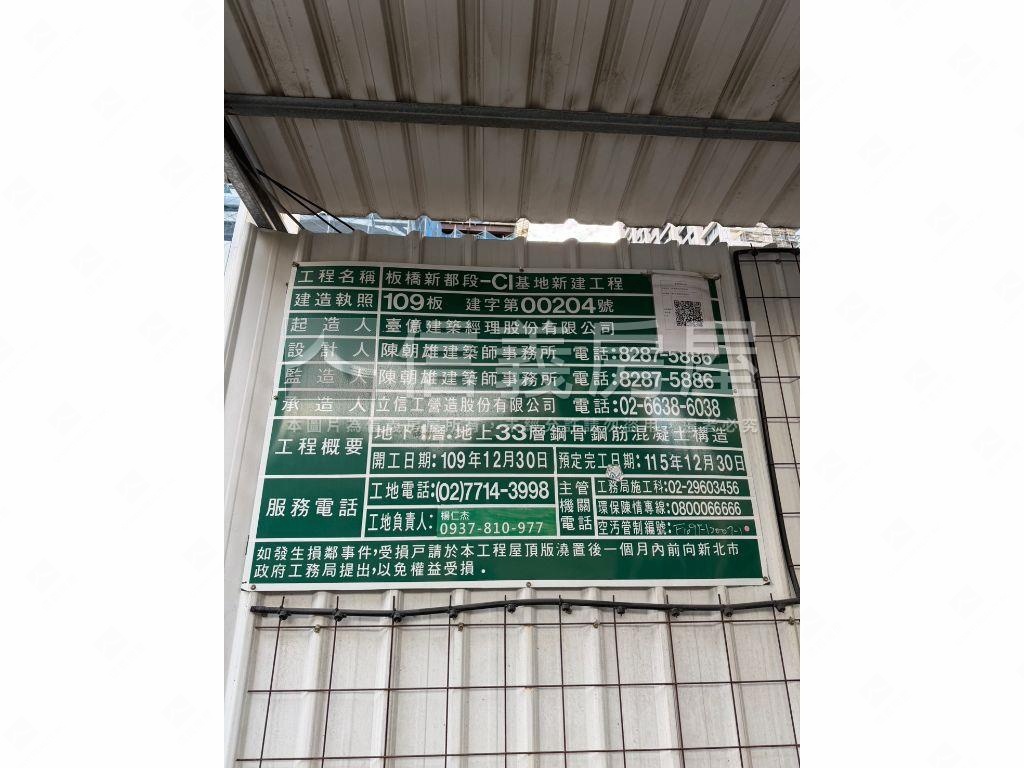 工程名稱 板橋新都段-C1基地新建工程
建造執照 109板 建字第00204號
起造人 臺億建築經理股份有限公司
設計人 陳朝雄建築師事務所 電話:8287-5886
監造人 陳朝雄建築師事務所 電話:8287-5886
承造人 立信工營造股份有限公司 電話:02-6638-6038
工程概要 地下4層:地上33層鋼骨鋼筋混凝土構造
開工日期:109年12月30日 預定完工日期:115年12月30日
服務電話 工地電話:(02)7714-3998
工地負責人: 楊仁杰 0937-810-977
主管機關電話 工務局施工科:02-29603456
環保陳情專線:0800066666
空汚管制編號:
如發生損鄰事件,受損戸請於本工程屋頂版澆置後一個月內前向新北市
政府工務局提出,以免權益受損.
信義房屋